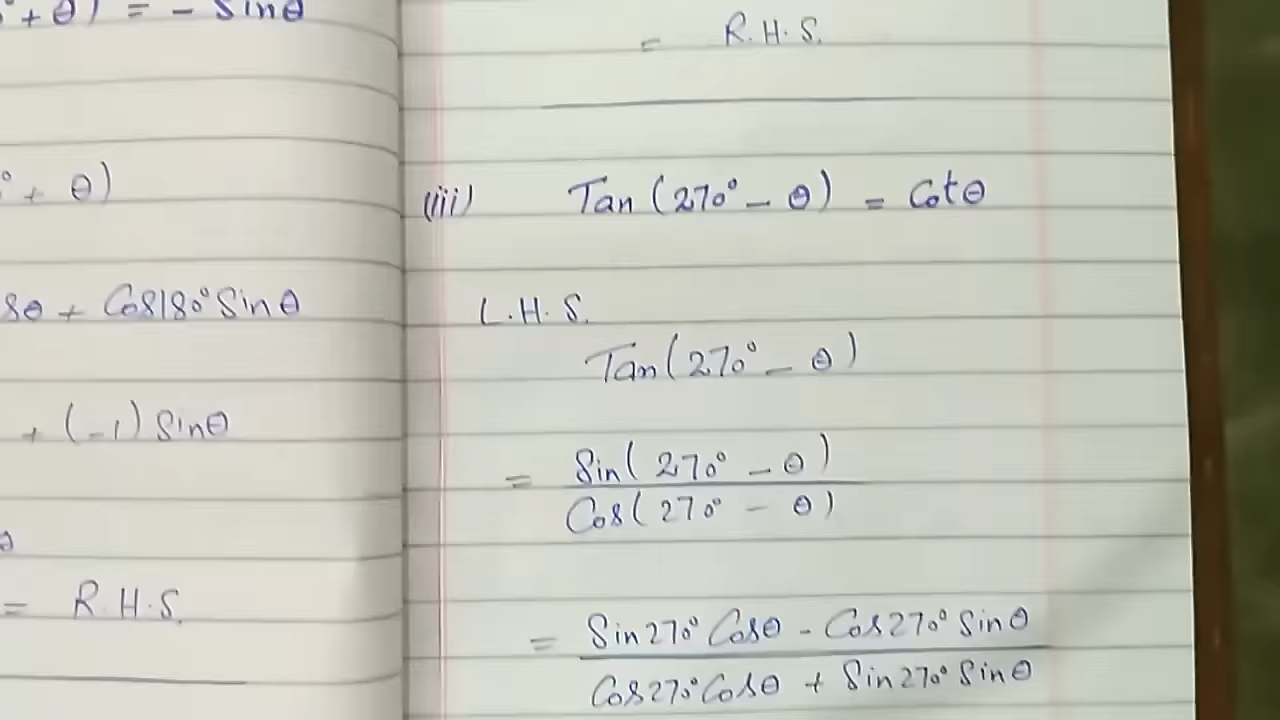 ° + θ) = - Sinθ
° + θ)
sθ + Cos180° Sinθ
+ (-1) Sinθ
θ
= R.H.S.
= R.H.S.
(iii) Tan (270° - θ) = Cotθ
L.H.S.
Tan (270° - θ)
= Sin (270° - θ)
Cos (270° - θ)
= Sin270° Cosθ - Cos270° Sinθ
Cos270° Cosθ + Sin270° Sinθ